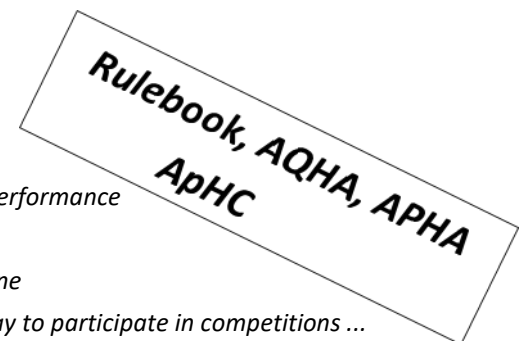 Rulebook, AQHA, APHA
ApHC
erformance
ne
ay to participate in competitions ...